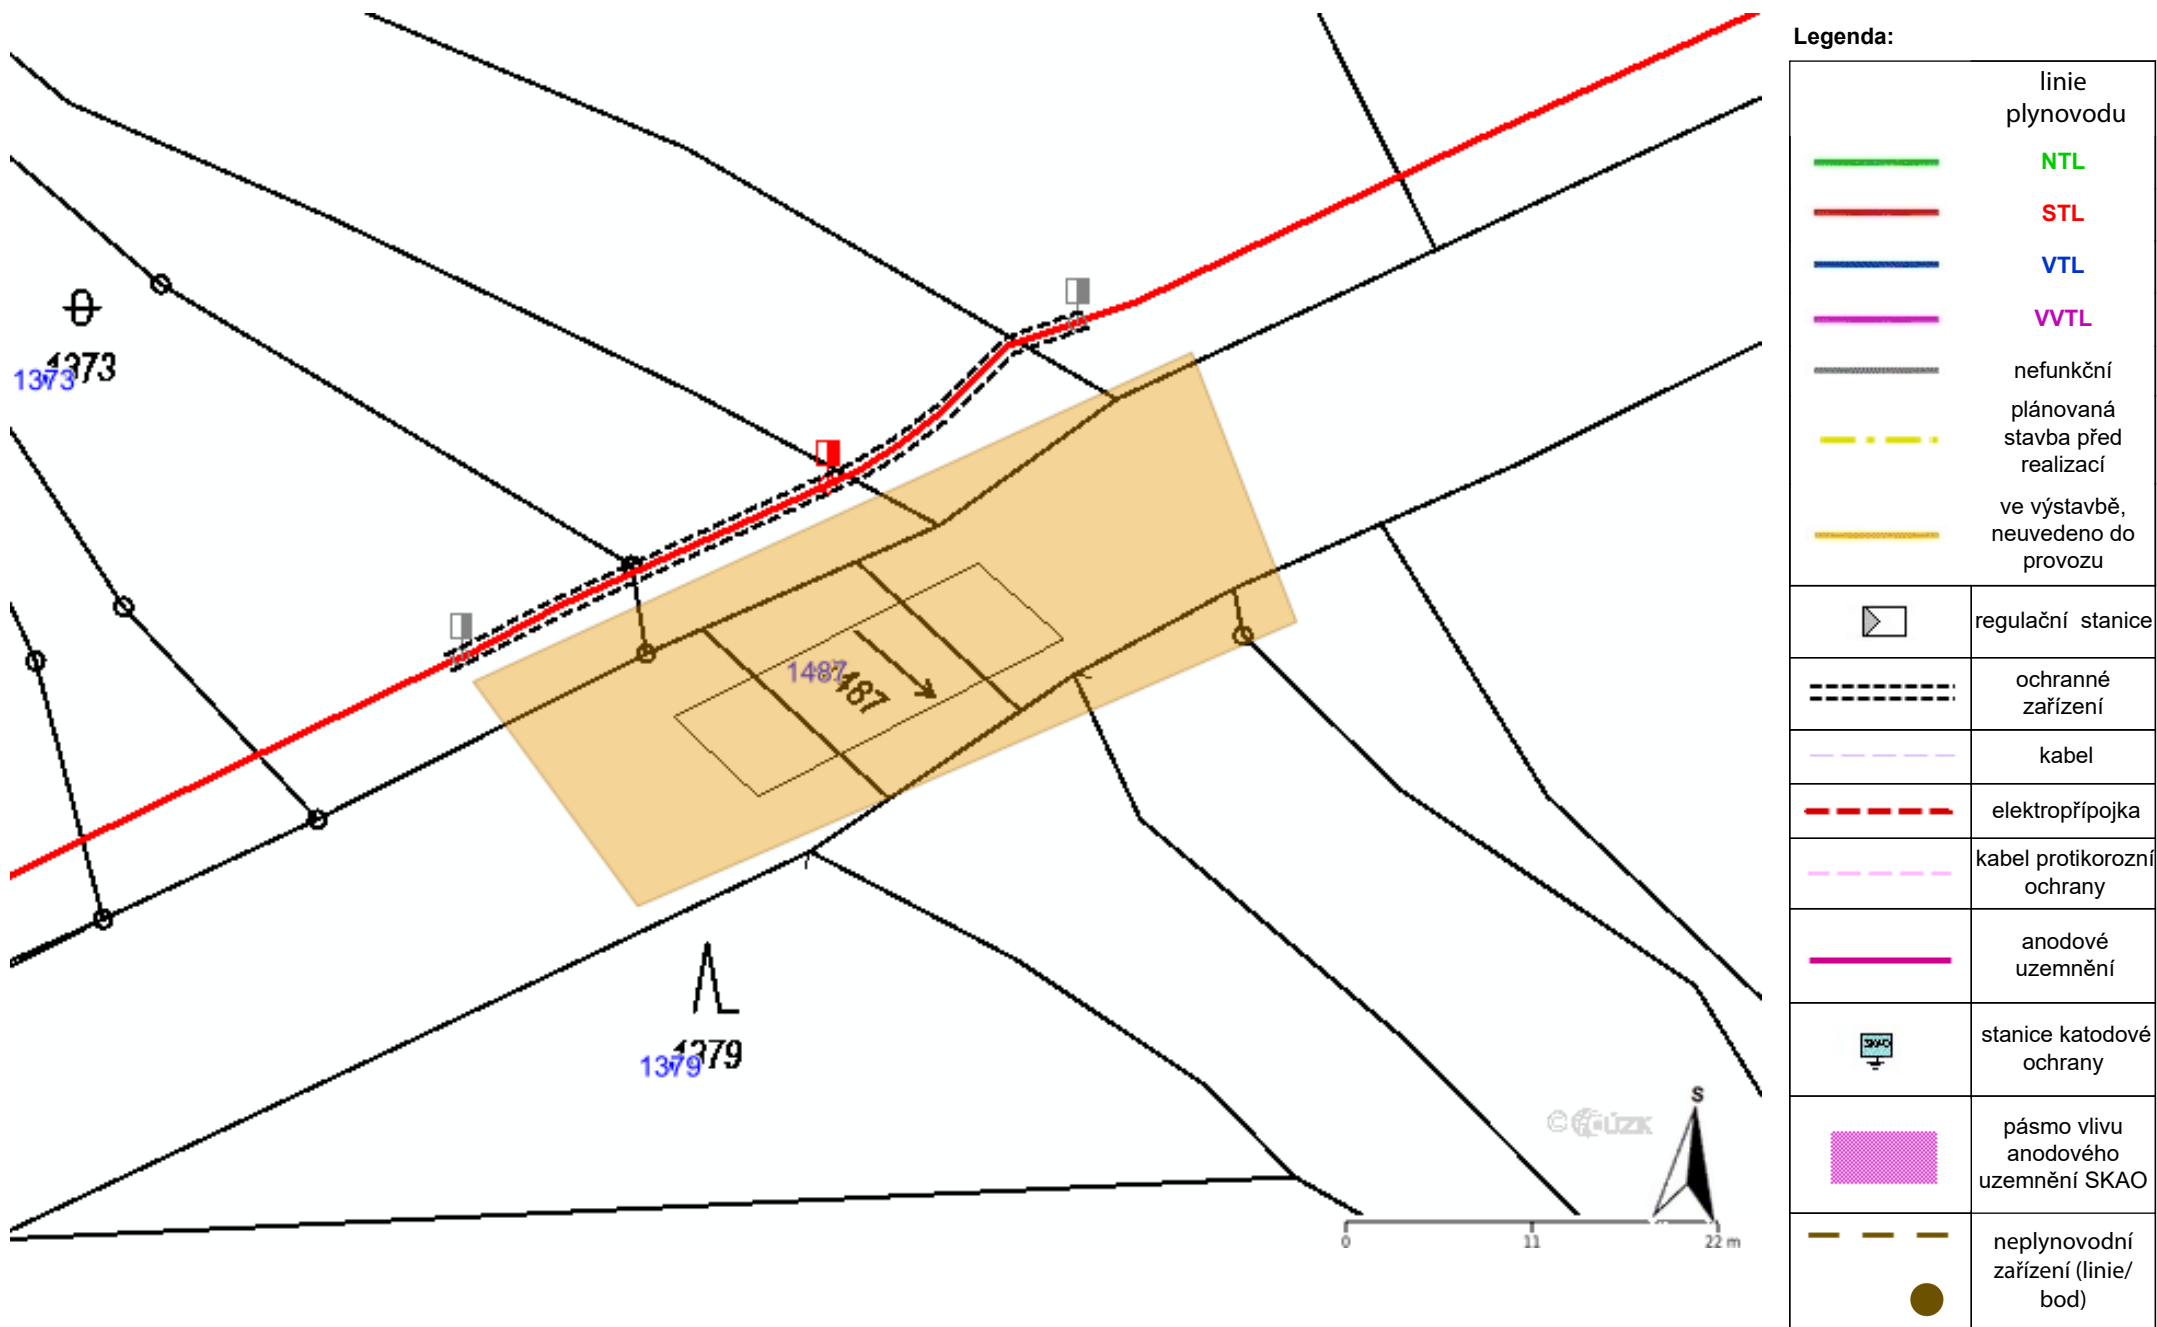 Legenda:
linie
plynovodu
NTL
STL
VTL
VVTL
nefunkční
plánovaná
stavba před
realizací
ve výstavbě,
neuvedeno do
provozu
regulační stanice
ochranné
zařízení
kabel
elektropřípojka
kabel protikorozní
ochrany
anodové
uzemnění
SKAO
stanice katodové
ochrany
pásmo vlivu
anodového
uzemnění SKAO
neplynovodní
zařízení (linie/
bod)
1373
1373
1487
1487
1379
1379
© ČÚZK
S
0 11 22 m